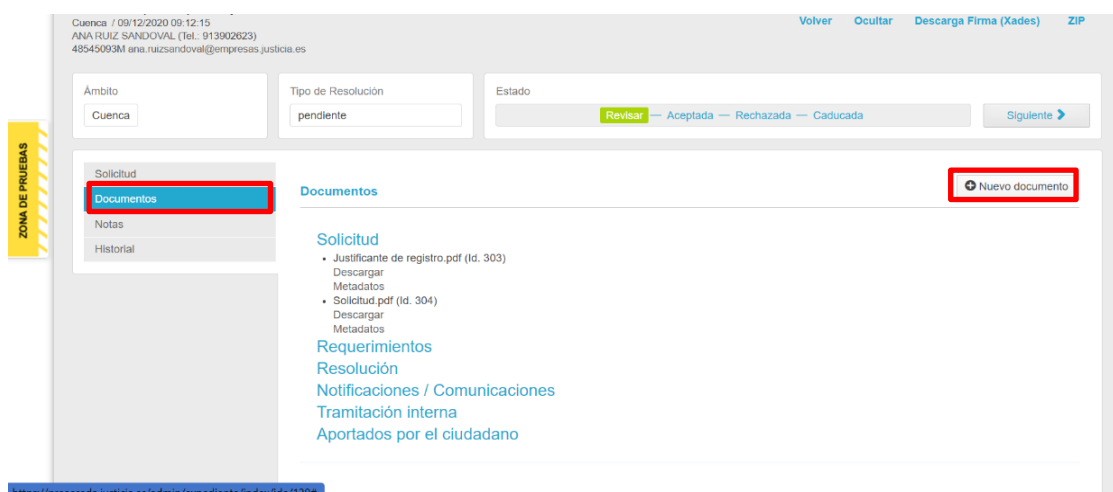 Cuenca / 09/12/2020 09:12:15
Volver Ocultar Descarga Firma (Xades) ZIP
ANA RUIZ SANDOVAL (Tel.: 913902623)
48545093M ana.ruizsandoval@empresas.justicia.es
Ámbito
Cuenca
Tipo de Resolución
pendiente
Estado
Revisar — Aceptada — Rechazada — Caducada
Siguiente
ZONA DE PRUEBAS
Solicitud
Documentos
Notas
Historial
Documentos
Nuevo documento
Solicitud
• Justificante de registro.pdf (Id. 303)
Descargar
Metadatos
• Solicitud.pdf (Id. 304)
Descargar
Metadatos
Requerimientos
Resolución
Notificaciones / Comunicaciones
Tramitación interna
Aportados por el ciudadano